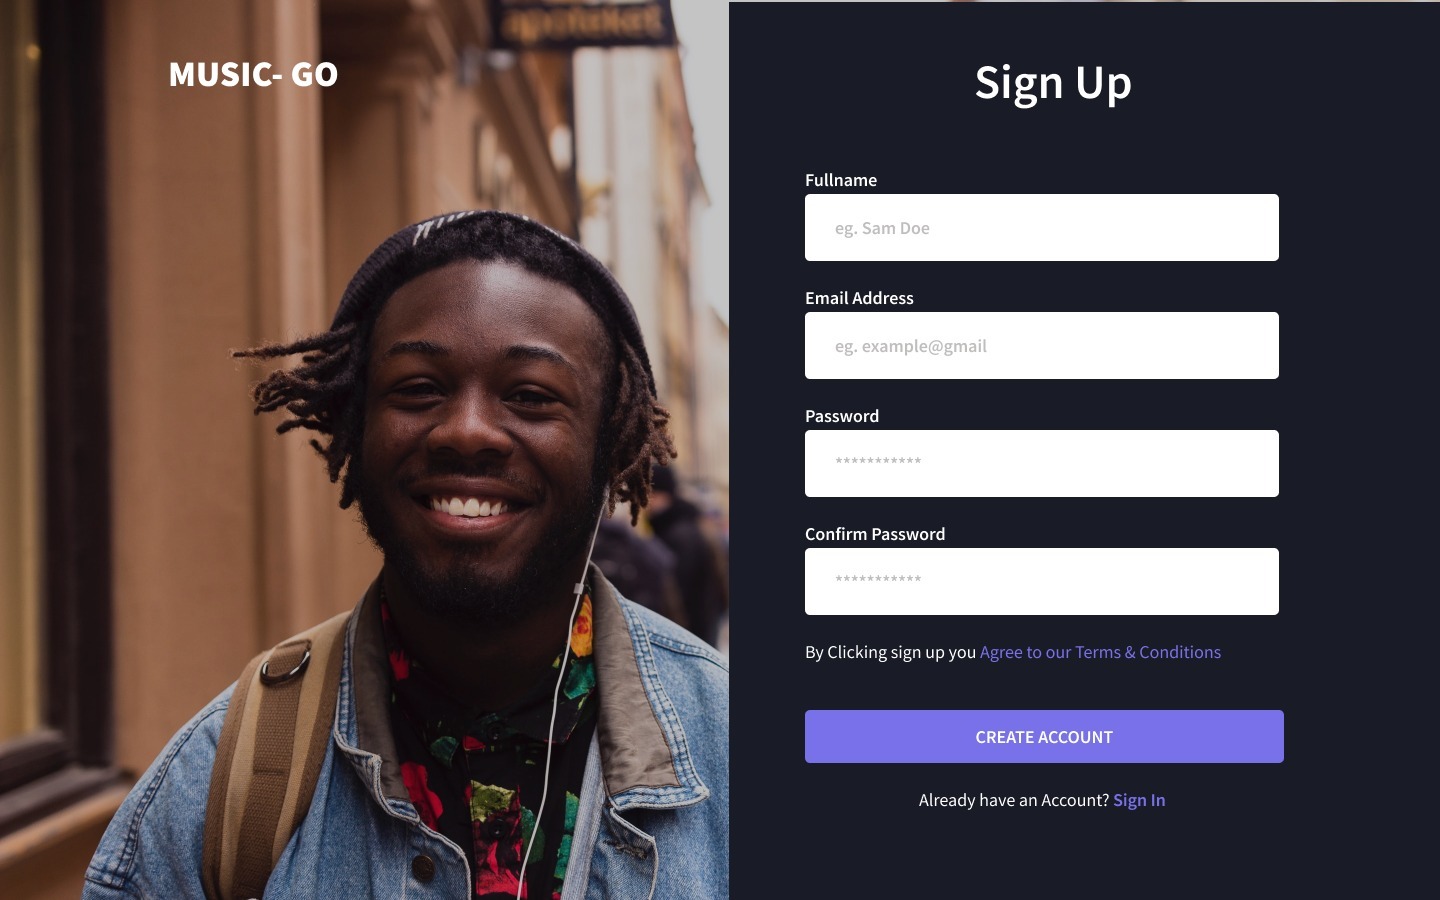 apoteket
MUSIC- GO
Sign Up
Fullname
eg. Sam Doe
Email Address
eg. example@gmail
Password
***********
Confirm Password
***********
By Clicking sign up you Agree to our Terms & Conditions
CREATE ACCOUNT
Already have an Account? Sign In